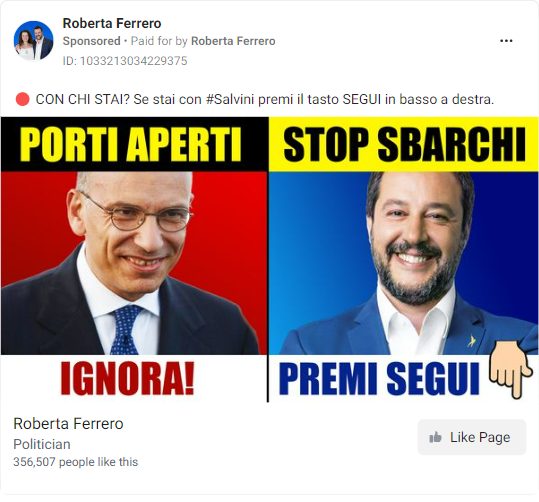 Roberta Ferrero
Sponsored • Paid for by Roberta Ferrero
ID: 1033213034229375
CON CHI STAI? Se stai con #Salvini premi il tasto SEGUI in basso a destra.
PORTI APERTI
STOP SBARCHI
IGNORA!
PREMI SEGUI
Roberta Ferrero
Politician
356,507 people like this
Like Page